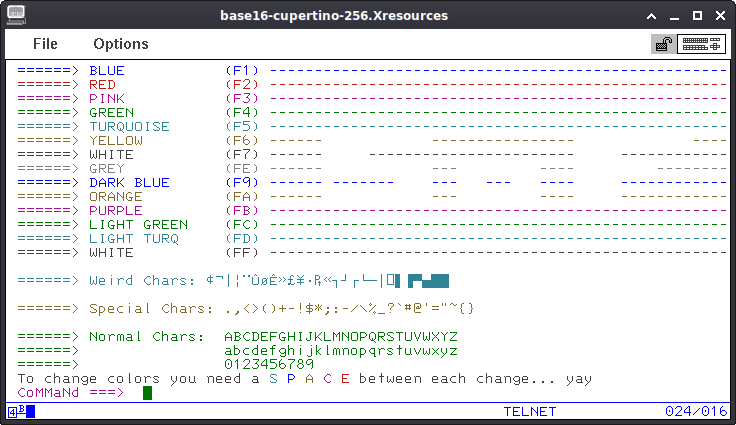 base16-cupertino-256.Xresources
File Options
======> BLUE (F1) ----------------------------------------------------------
======> RED (F2) ----------------------------------------------------------
======> PINK (F3) ----------------------------------------------------------
======> GREEN (F4) ----------------------------------------------------------
======> TURQUOISE (F5) ----------------------------------------------------------
======> YELLOW (F6) ------- ------------------ ----
======> WHITE (F7) ------- ------------------- --------------
======> GREY (FE) --- ---
======> DARK BLUE (F9) ------ -------- --- --- ---- --------------
======> ORANGE (FA) --- --- ----
======> PURPLE (FB) ----------------------------------------------------------
======> LIGHT GREEN (FC) ----------------------------------------------------------
======> LIGHT TURQ (FD) ----------------------------------------------------------
======> WHITE (FF) ----------------------------------------------------------
======> Weird Chars: ¢¬|¦¨ÛøÊ»£¥·₧«┐┘┌└─│
======> Special Chars: .,<>()+-!$*;:-/\%_?`#@'="~{}
======> Normal Chars: ABCDEFGHIJKLMNOPQRSTUVWXYZ
======> abcdefghijklmnopqrstuvwxyz
======> 0123456789
To change colors you need a S P A C E between each change... yay
CoMMaNd ===>
4B TELNET 024/016